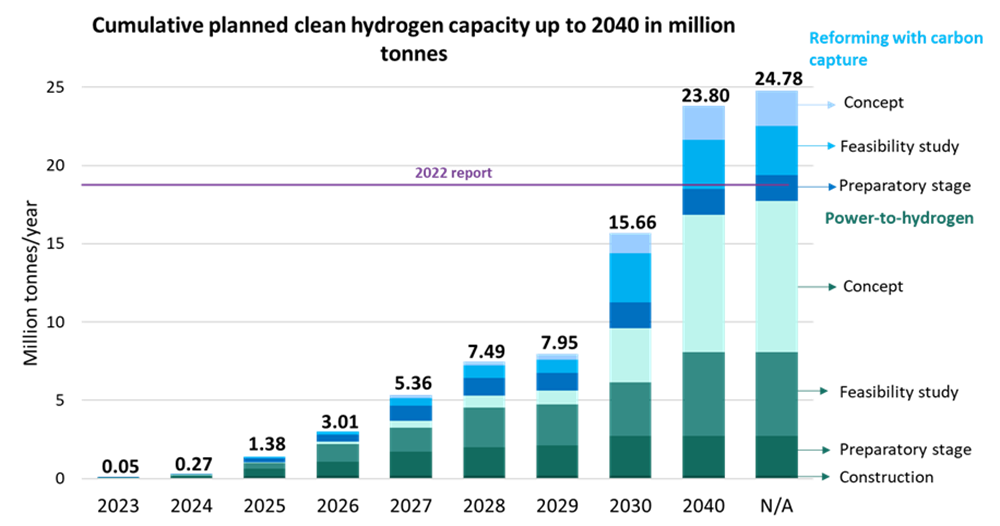 Cumulative planned clean hydrogen capacity up to 2040 in million
tonnes
Reforming with carbon
capture
Million tonnes/year
25
20
15
10
5
0
2022 report
0.05
0.27
1.38
3.01
5.36
7.49
7.95
15.66
23.80
24.78
Concept
Feasibility study
Preparatory stage
Power-to-hydrogen
Concept
Feasibility study
Preparatory stage
Construction
2023 2024 2025 2026 2027 2028 2029 2030 2040 N/A